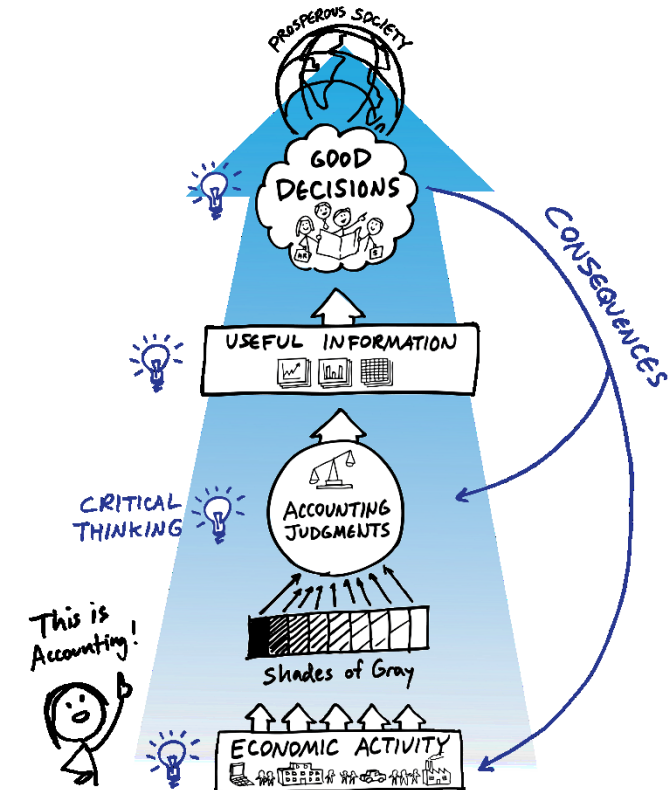 PROSPEROUS SOCIETY
GOOD
DECISIONS
AR
$
CONSEQUENCES
USEFUL INFORMATION
CRITICAL
THINKING
ACCOUNTING
JUDGMENTS
This is
Accounting!
Shades of Gray
ECONOMIC ACTIVITY